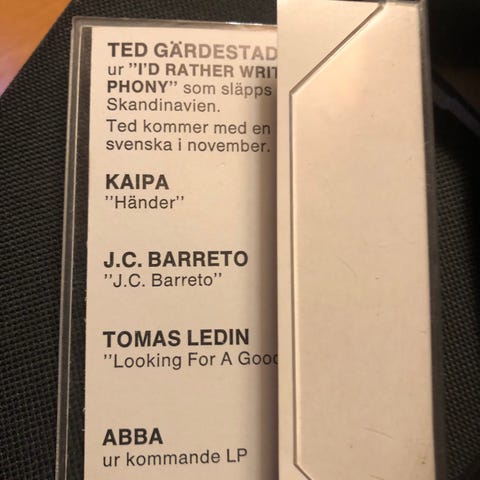 TED GÄRDESTAD
ur "I'D RATHER WRIT
PHONY" som släpps
Skandinavien.
Ted kommer med en
svenska i november.
KAIPA
"Händer"
J.C. BARRETO
"J.C. Barreto"
TOMAS LEDIN
"Looking For A Good
ABBA
ur kommande LP